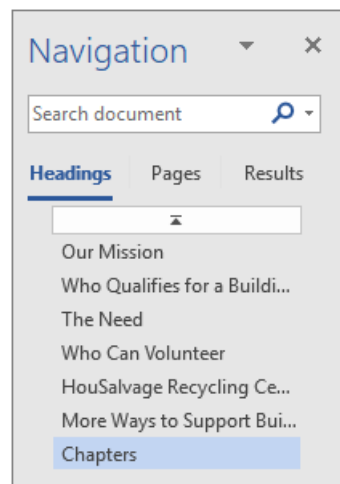 Navigation
Search document
Headings Pages Results
Our Mission
Who Qualifies for a Buildi...
The Need
Who Can Volunteer
HouSalvage Recycling Ce...
More Ways to Support Bui...
Chapters